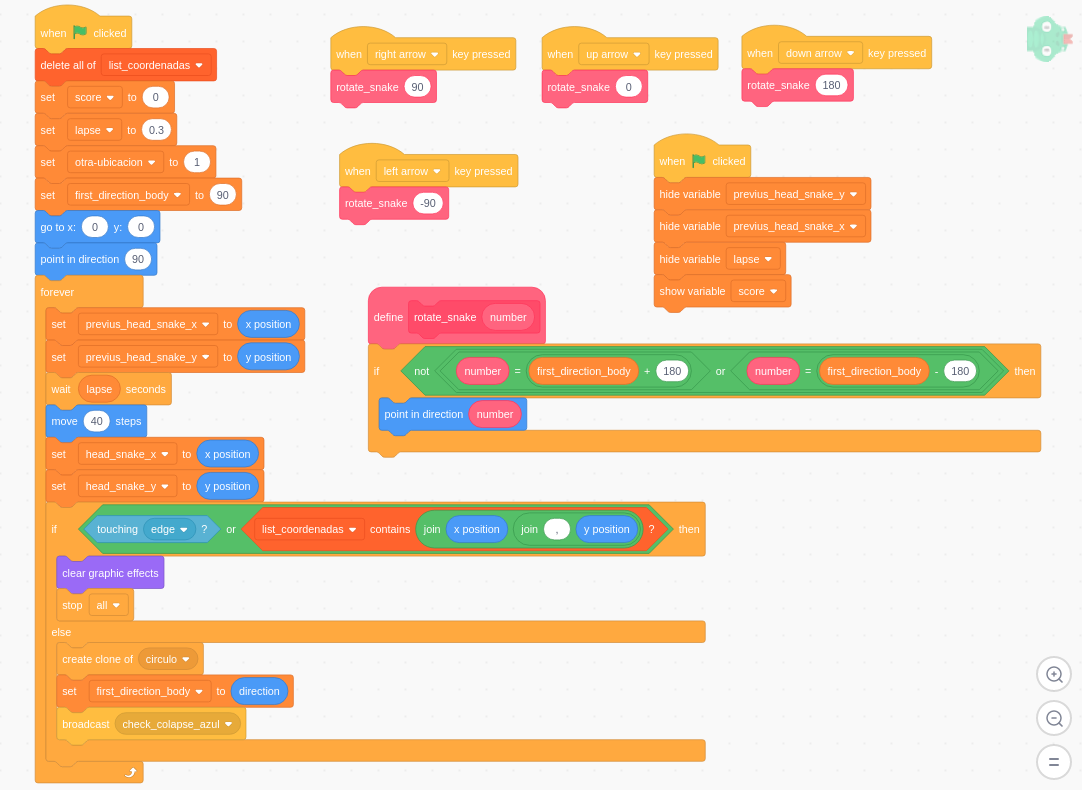 when clicked
delete all of list_coordenadas
set score to 0
set lapse to 0.3
set otra-ubicacion to 1
set first_direction_body to 90
go to x: 0 y: 0
point in direction 90
forever
set previus_head_snake_x to x position
set previus_head_snake_y to y position
wait lapse seconds
move 40 steps
set head_snake_x to x position
set head_snake_y to y position
if touching edge ? or list_coordenadas contains join x position join , y position ? then
clear graphic effects
stop all
else
create clone of circulo
set first_direction_body to direction
broadcast check_colapse_azul
when right arrow key pressed
rotate_snake 90
when up arrow key pressed
rotate_snake 0
when down arrow key pressed
rotate_snake 180
when left arrow key pressed
rotate_snake -90
when clicked
hide variable previus_head_snake_y
hide variable previus_head_snake_x
hide variable lapse
show variable score
define rotate_snake number
if not number = first_direction_body + 180 or number = first_direction_body - 180 then
point in direction number